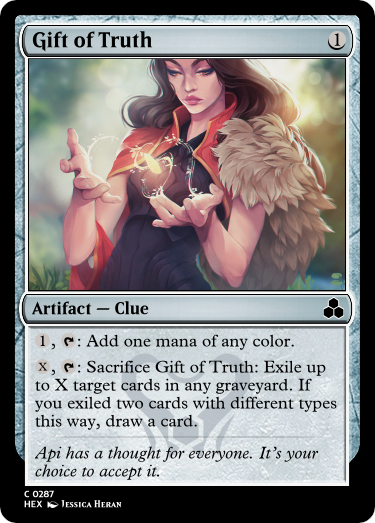 Gift of Truth 1
Artifact — Clue
1, T: Add one mana of any color.
X, T: Sacrifice Gift of Truth: Exile up
to X target cards in any graveyard. If
you exiled two cards with different types
this way, draw a card.
Api has a thought for everyone. It's your
choice to accept it.
C 0287
HEX Jessica Heran